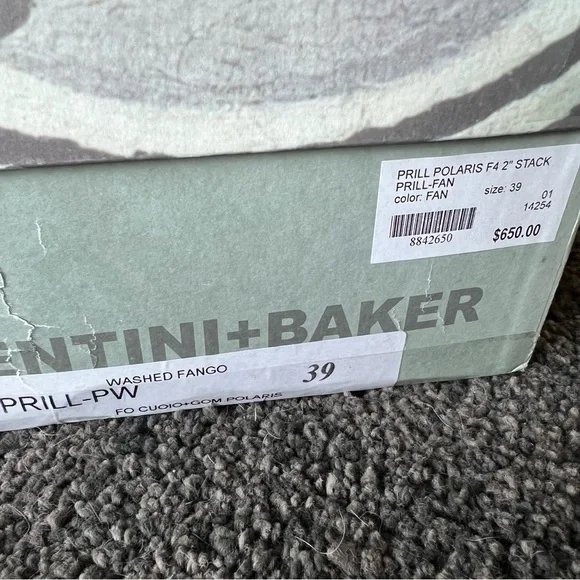 PRILL POLARIS F4 2" STACK
PRILL-FAN
color: FAN size: 39 01
14254
8842650 $650.00
ENTINI+BAKER
WASHED FANGO 39
PRILL-PW
FO CUOIO+GOM POLARIS